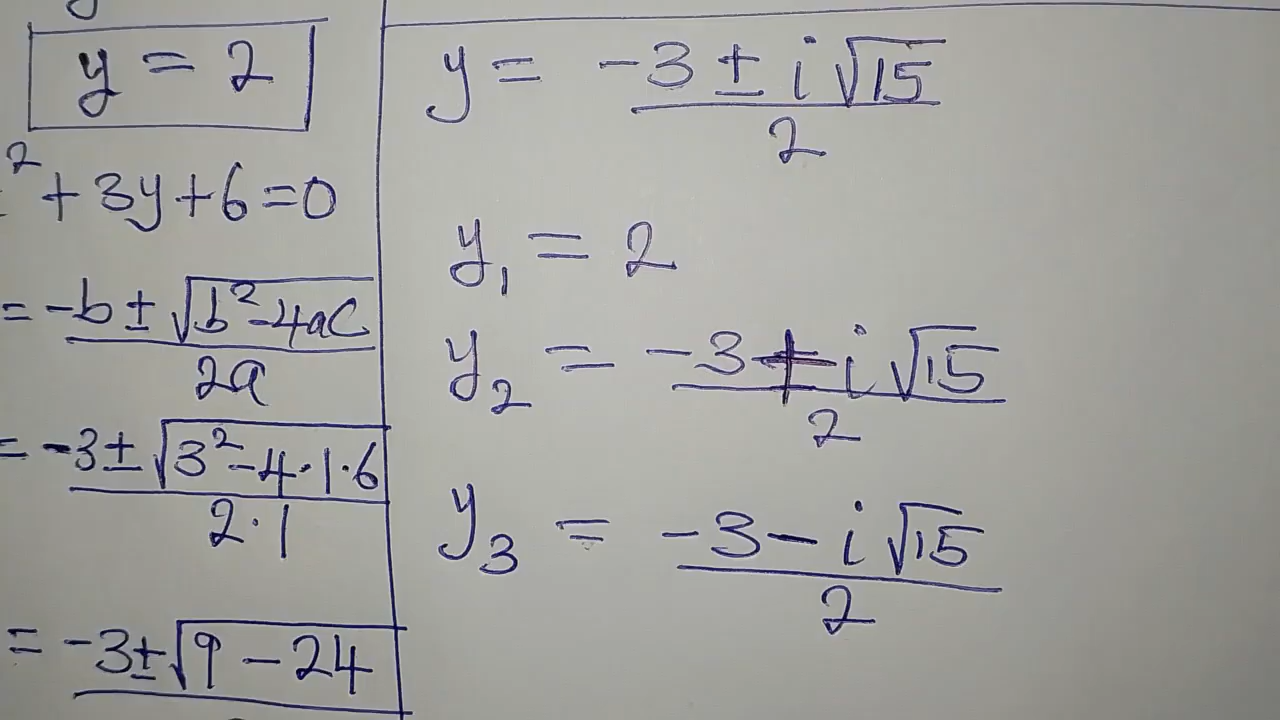 y = 2
² + 3y + 6 = 0
= -b ± √(b² - 4ac)
2a
= -3 ± √(3² - 4·1·6)
2·1
= -3 ± √(9 - 24)
y = -3 ± i√15
2
y₁ = 2
y₂ = -3 + i√15
2
y₃ = -3 - i√15
2